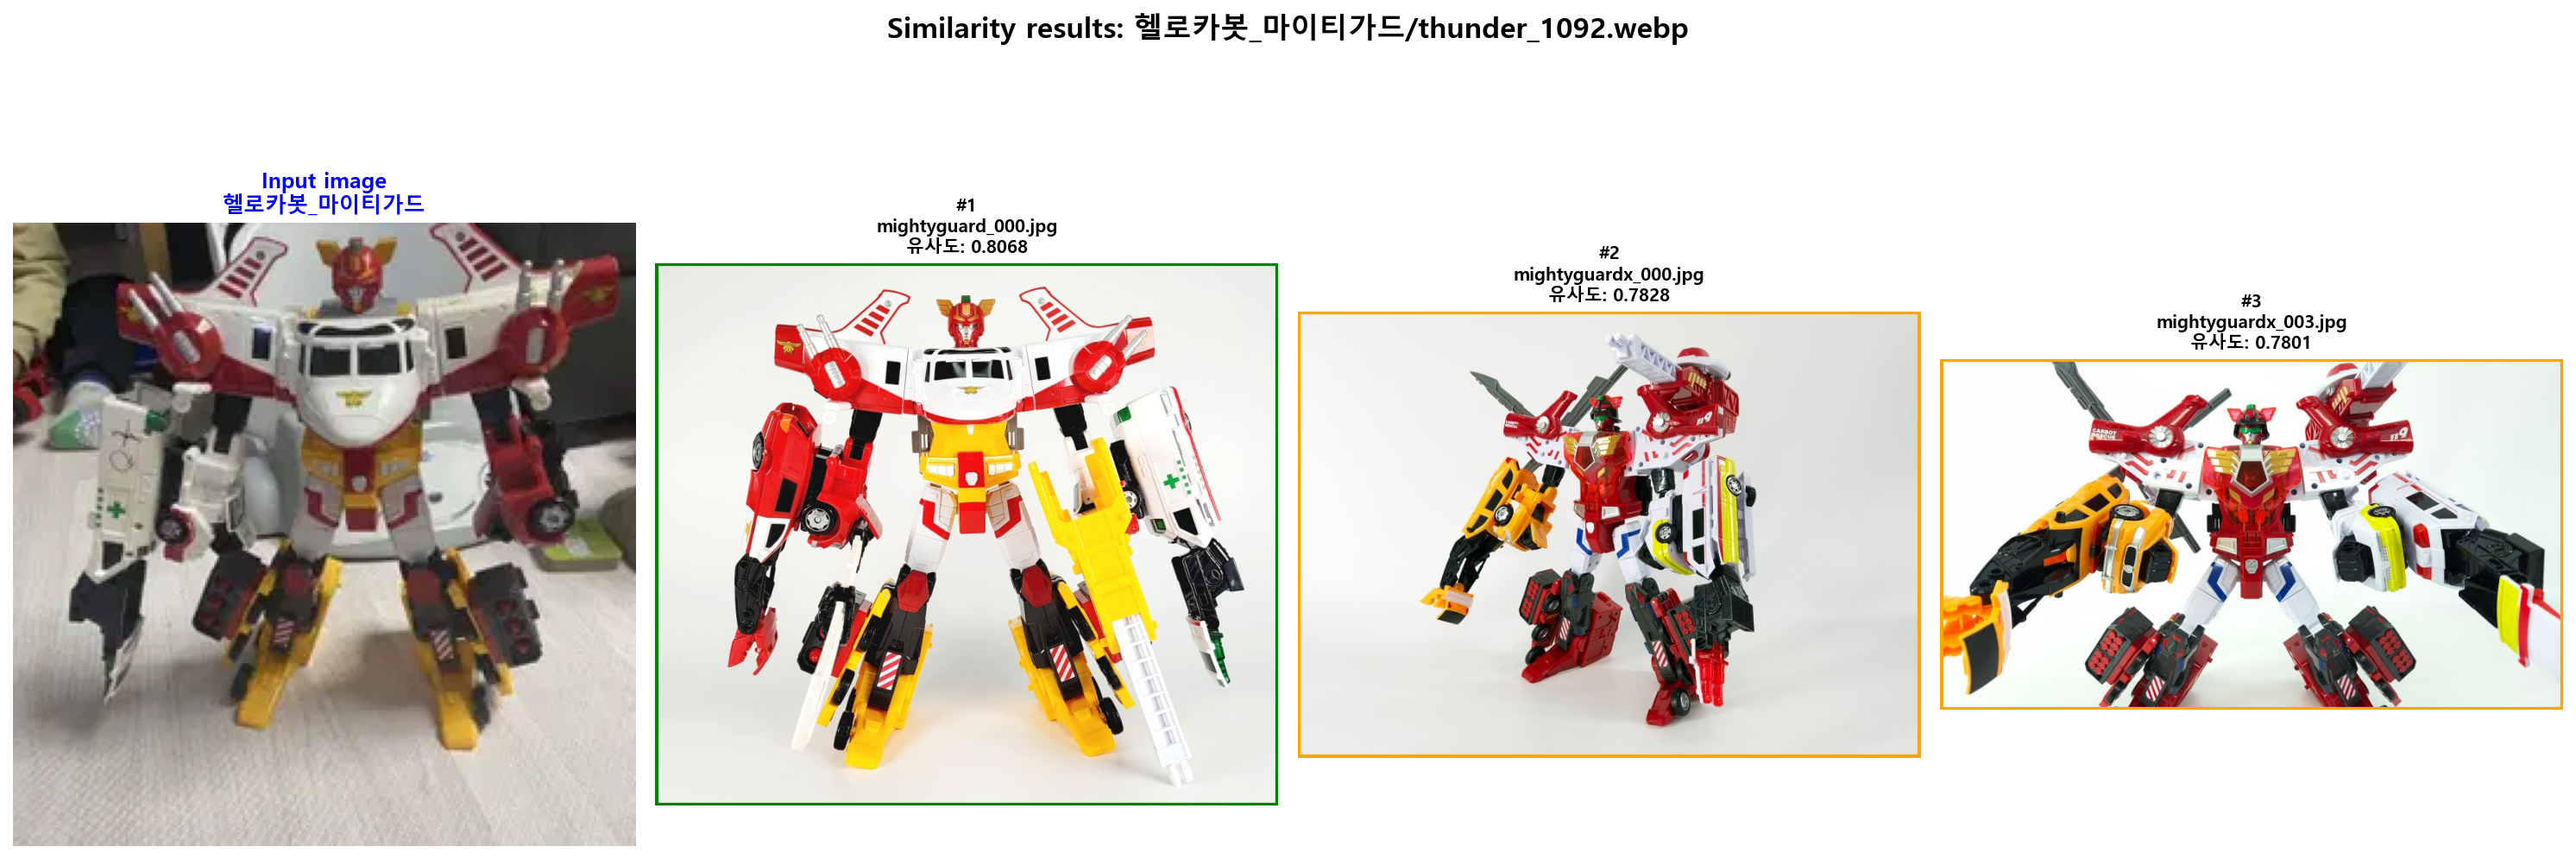 Similarity results: 헬로카봇_마이티가드/thunder_1092.webp
Input image
헬로카봇_마이티가드
#1
mightyguard_000.jpg
유사도: 0.8068
#2
mightyguardx_000.jpg
유사도: 0.7828
#3
mightyguardx_003.jpg
유사도: 0.7801
CARBOT
119